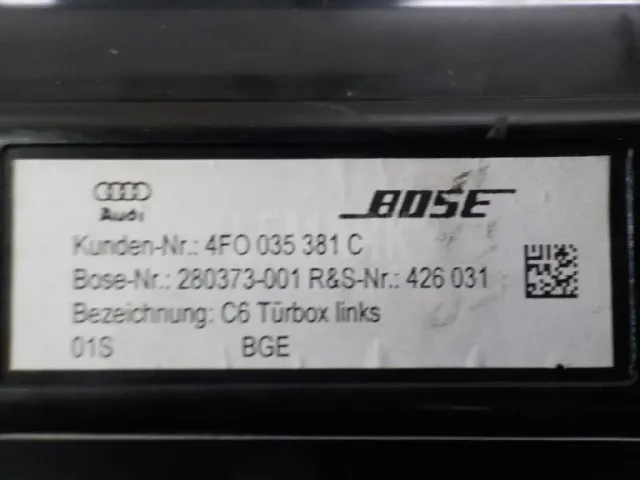 Audi
BOSE
Kunden-Nr.: 4FO 035 381 C
Bose-Nr.: 280373-001 R&S-Nr.: 426 031
Bezeichnung: C6 Türbox links
01S BGE